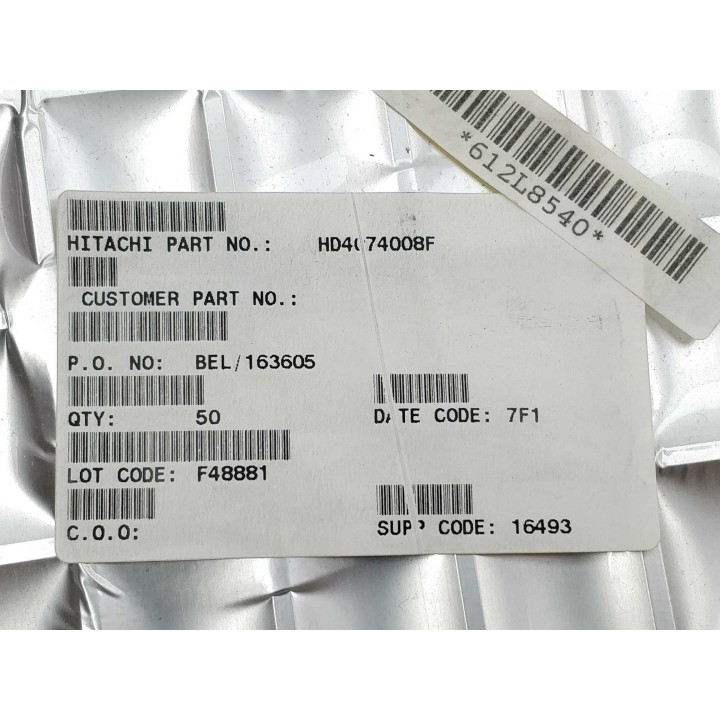 *612L8540*
HITACHI PART NO.: HD4074008F
CUSTOMER PART NO.:
P.O. NO: BEL/163605
QTY: 50 DATE CODE: 7F1
LOT CODE: F48881
C.O.O: SUPP CODE: 16493